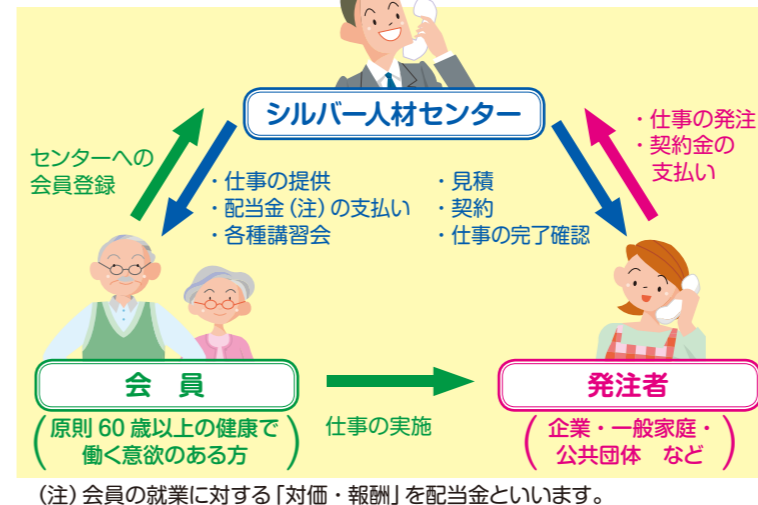 シルバー人材センター
センターへの
会員登録
・仕事の提供
・配当金（注）の支払い
・各種講習会
・見積
・契約
・仕事の完了確認
・仕事の発注
・契約金の
支払い
会　員
（原則 60 歳以上の健康で
働く意欲のある方）
仕事の実施
発注者
（企業・一般家庭・
公共団体　など）
（注）会員の就業に対する「対価・報酬」を配当金といいます。